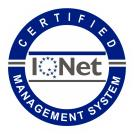 CERTIFIED
IQNet
MANAGEMENT SYSTEM